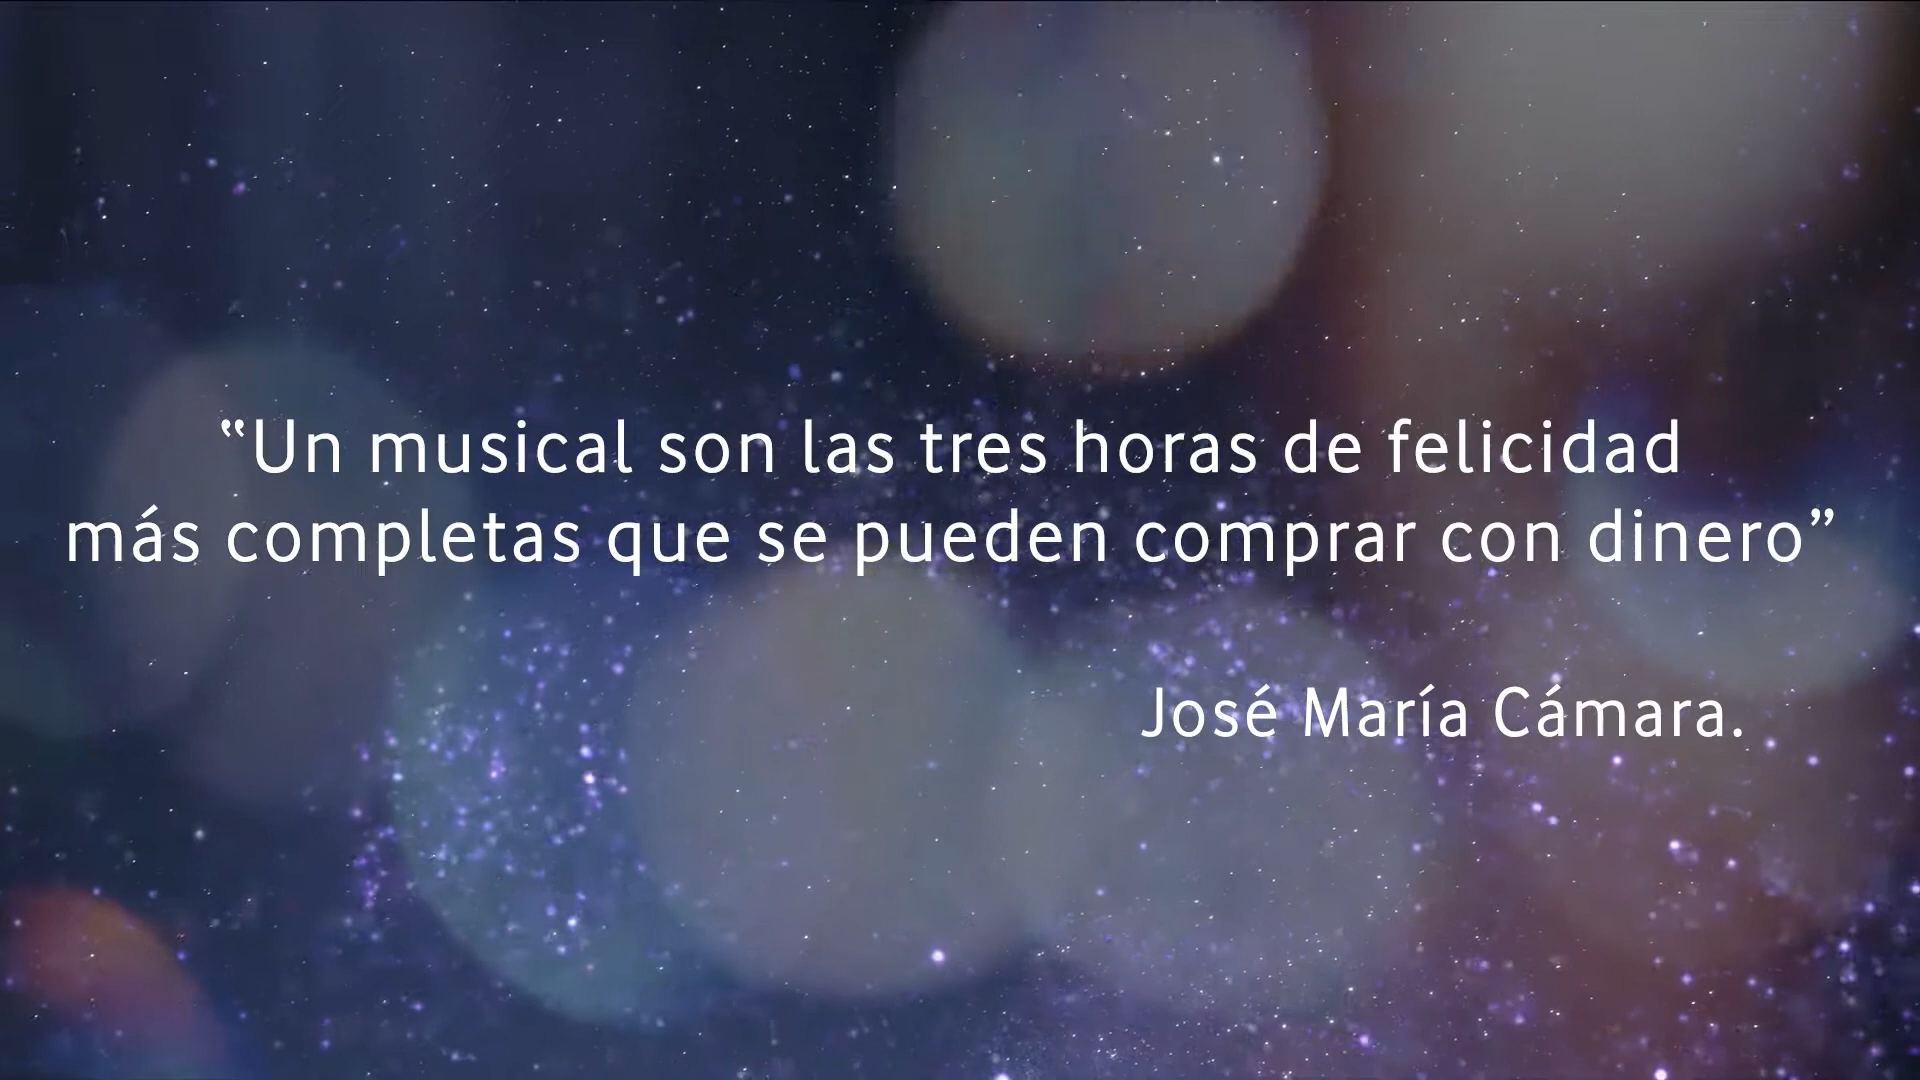 “Un musical son las tres horas de felicidad
más completas que se pueden comprar con dinero”
José María Cámara.